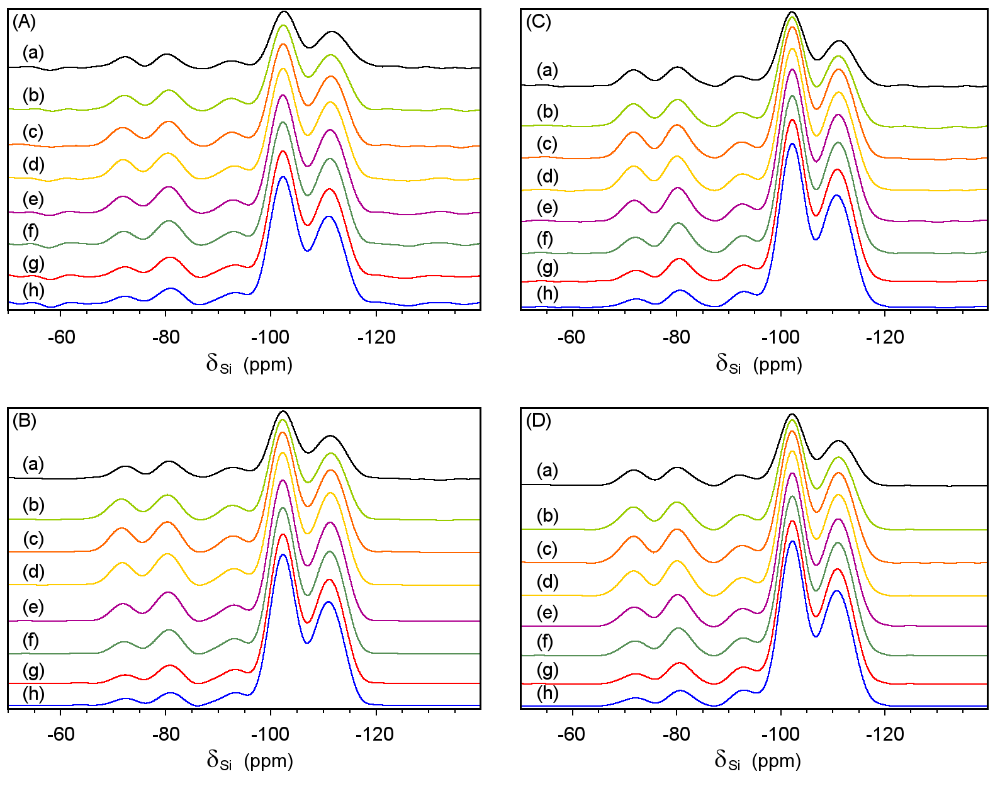 (A)
(a)
(b)
(c)
(d)
(e)
(f)
(g)
(h)
-60 -80 -100 -120
δSi (ppm)
(C)
(a)
(b)
(c)
(d)
(e)
(f)
(g)
(h)
-60 -80 -100 -120
δSi (ppm)
(B)
(a)
(b)
(c)
(d)
(e)
(f)
(g)
(h)
-60 -80 -100 -120
δSi (ppm)
(D)
(a)
(b)
(c)
(d)
(e)
(f)
(g)
(h)
-60 -80 -100 -120
δSi (ppm)